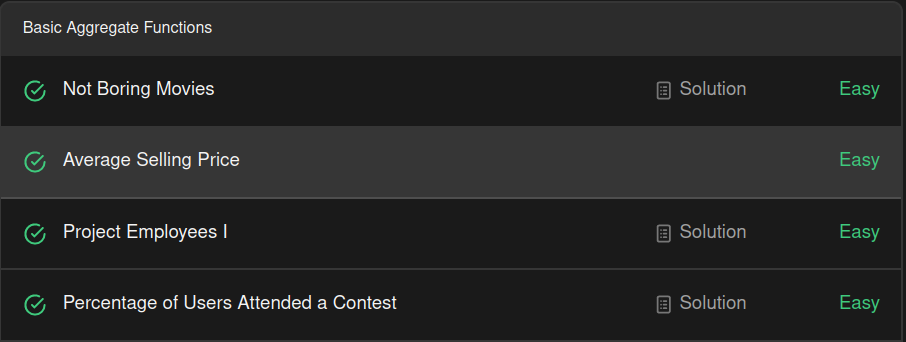 Basic Aggregate Functions
Not Boring Movies Solution Easy
Average Selling Price Easy
Project Employees I Solution Easy
Percentage of Users Attended a Contest Solution Easy